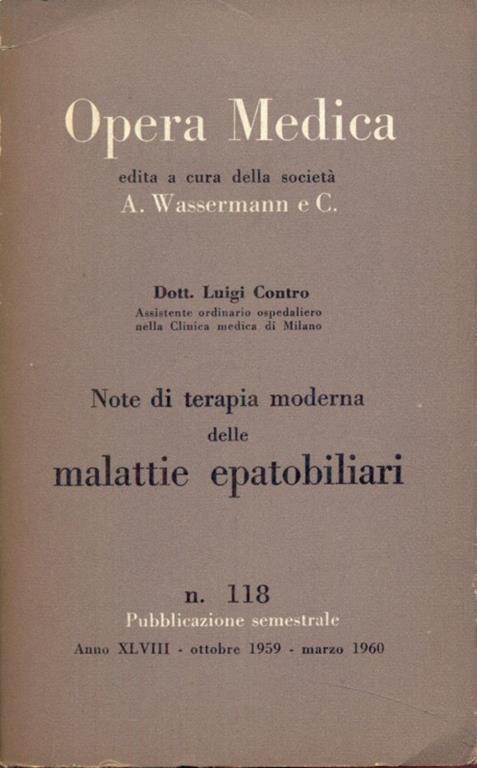 Opera Medica
edita a cura della società
A. Wassermann e C.
Dott. Luigi Contro
Assistente ordinario ospedaliero
nella Clinica medica di Milano
Note di terapia moderna
delle
malattie epatobiliari
n. 118
Pubblicazione semestrale
Anno XLVIII - ottobre 1959 - marzo 1960